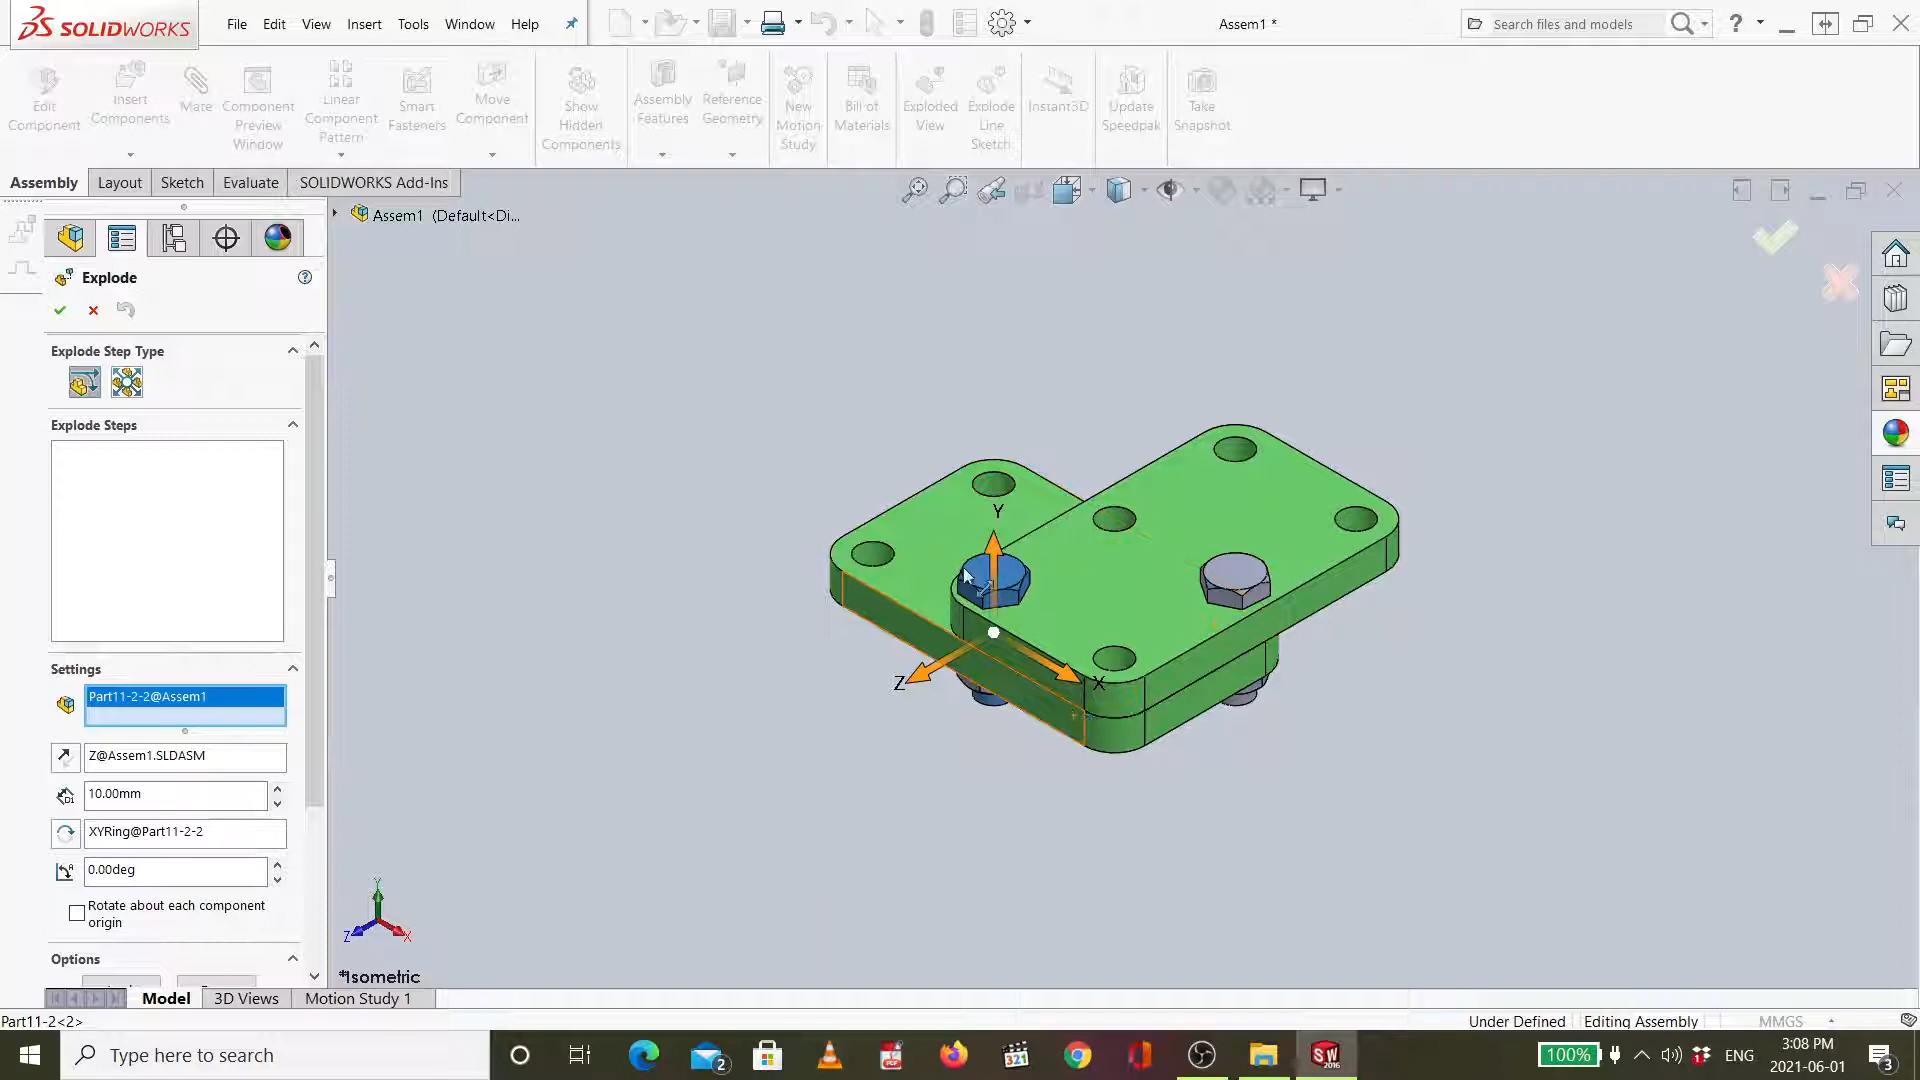 SOLIDWORKS
File Edit View Insert Tools Window Help
Assem1 *
Search files and models
Edit Component
Insert Components
Mate
Component Preview Window
Linear Component Pattern
Smart Fasteners
Move Component
Show Hidden Components
Assembly Features
Reference Geometry
New Motion Study
Bill of Materials
Exploded View
Explode Line Sketch
Instant3D
Update Speedpak
Take Snapshot
Assembly Layout Sketch Evaluate SOLIDWORKS Add-Ins
Assem1 (Default<Di...
Explode
Explode Step Type
Explode Steps
Settings
Part11-2-2@Assem1
Z@Assem1.SLDASM
10.00mm
XYRing@Part11-2-2
0.00deg
Rotate about each component
origin
Options
Y
Z
X
Y
Z
X
*Isometric
Model 3D Views Motion Study 1
Part11-2<2>
Under Defined Editing Assembly MMGS
Type here to search
2
321
SW
2016
100%
1
ENG
3:08 PM
2021-06-01
3